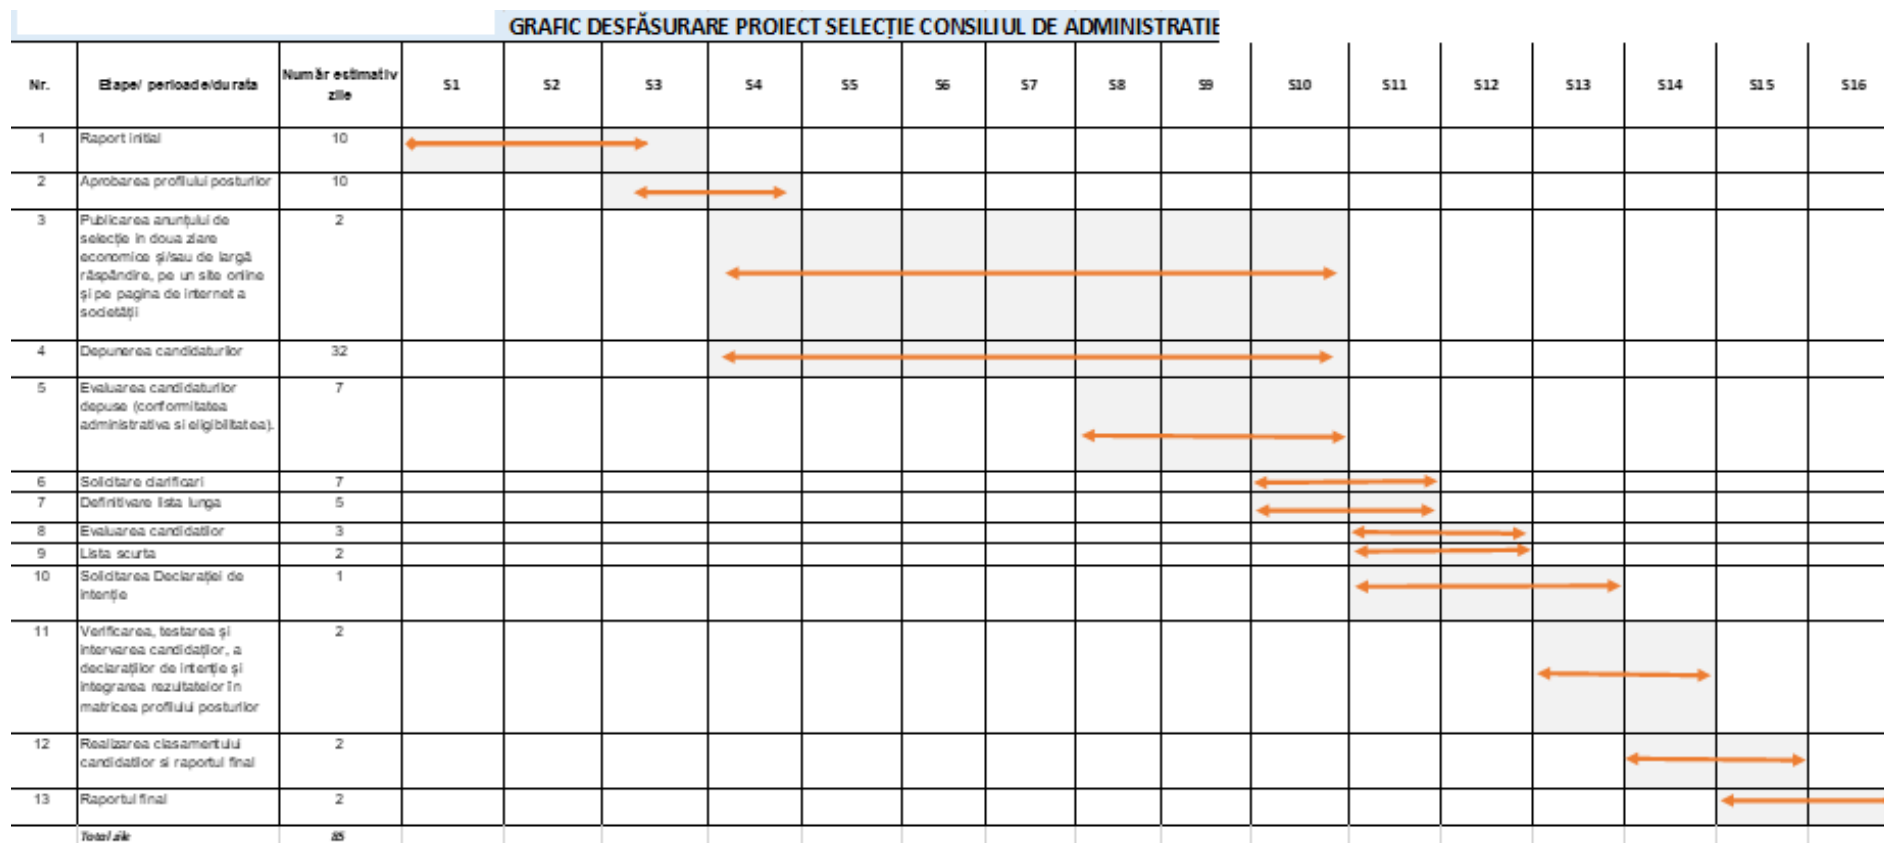 GRAFIC DESFĂSURARE PROIECT SELECȚIE CONSILIUL DE ADMINISTRATIE
Nr. Etape/ perioade/durata Număr estimativ zile S1 S2 S3 S4 S5 S6 S7 S8 S9 S10 S11 S12 S13 S14 S15 S16
1 Raport initial 10
2 Aprobarea profilului posturilor 10
3 Publicarea anunțului de 2
selecție in doua ziare
economice și/sau de largă
răspândire, pe un site online
și pe pagina de internet a
societății
4 Depunerea candidaturilor 32
5 Evaluarea candidaturilor 7
depuse (conformitatea
administrativa si eligibilitatea).
6 Solicitare clarificari 7
7 Definitivare lista lunga 5
8 Evaluarea candidatilor 3
9 Lista scurta 2
10 Solicitarea Declarației de 1
intenție
11 Verificarea, testarea și 2
intervarea candidaților, a
declarațiilor de intenție și
integrarea rezultatelor în
matricea profilului posturilor
12 Realizarea clasamentului 2
candidatilor si raportul final
13 Raportul final 2
Total zile 85